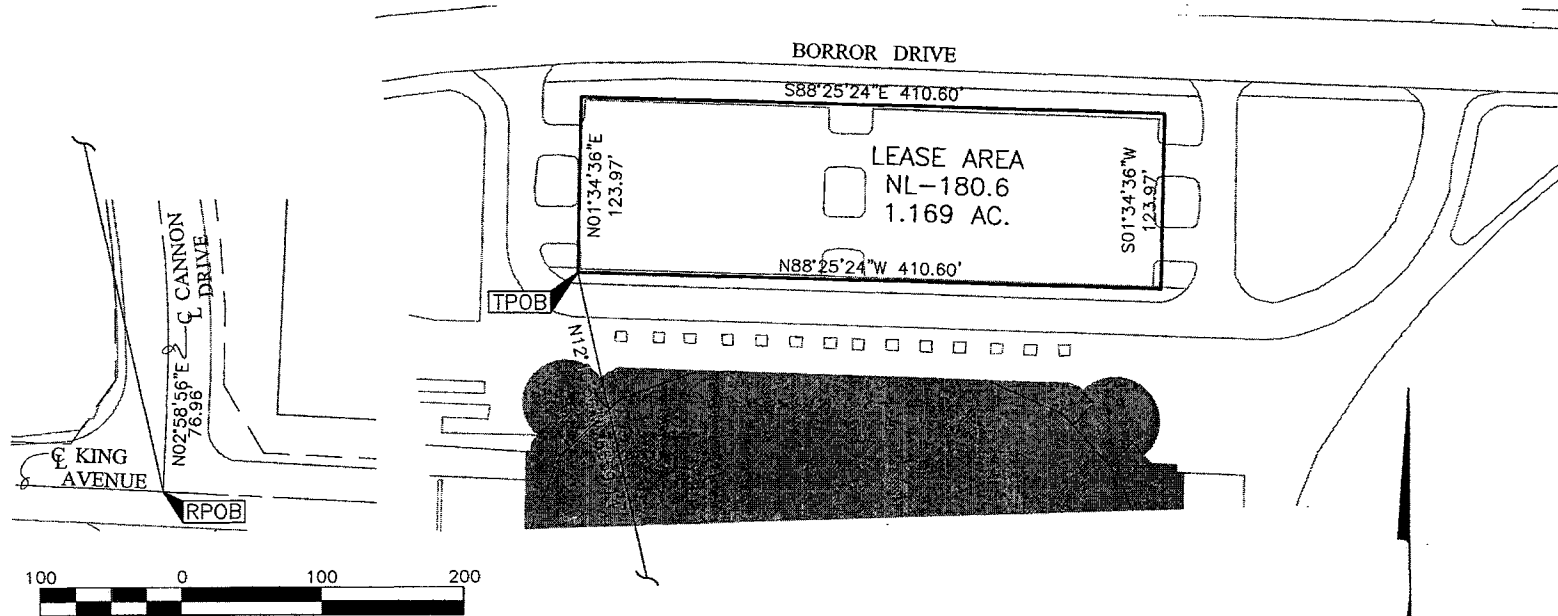 BORROR DRIVE
S88°25'24"E 410.60'
N01°34'36"E
123.97'
LEASE AREA
NL-180.6
1.169 AC.
S01°34'36"W
123.97'
N88°25'24"W 410.60'
TPOB
N12°
℄ CANNON
DRIVE
N02°58'56"E
76.96'
℄ KING
AVENUE
RPOB
100 0 100 200